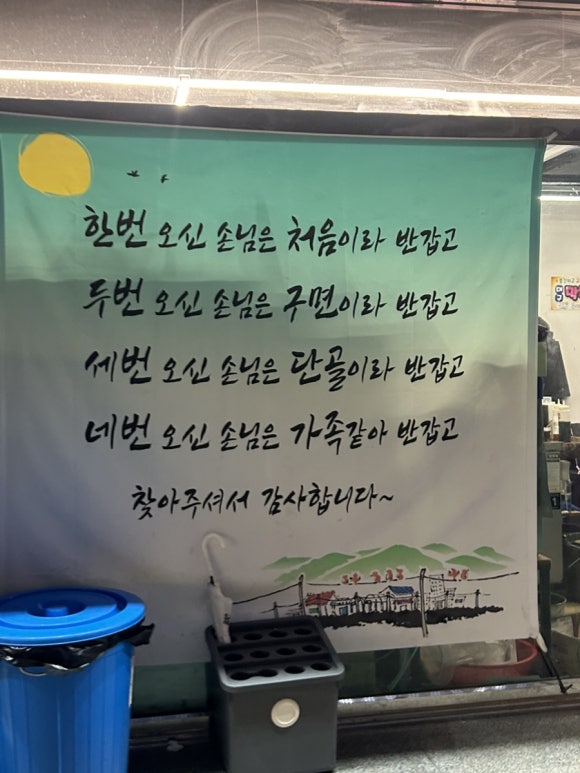 한번 오신 손님은 처음이라 반갑고
두번 오신 손님은 구면이라 반갑고
세번 오신 손님은 단골이라 반갑고
네번 오신 손님은 가족같아 반갑고
찾아주셔서 감사합니다~